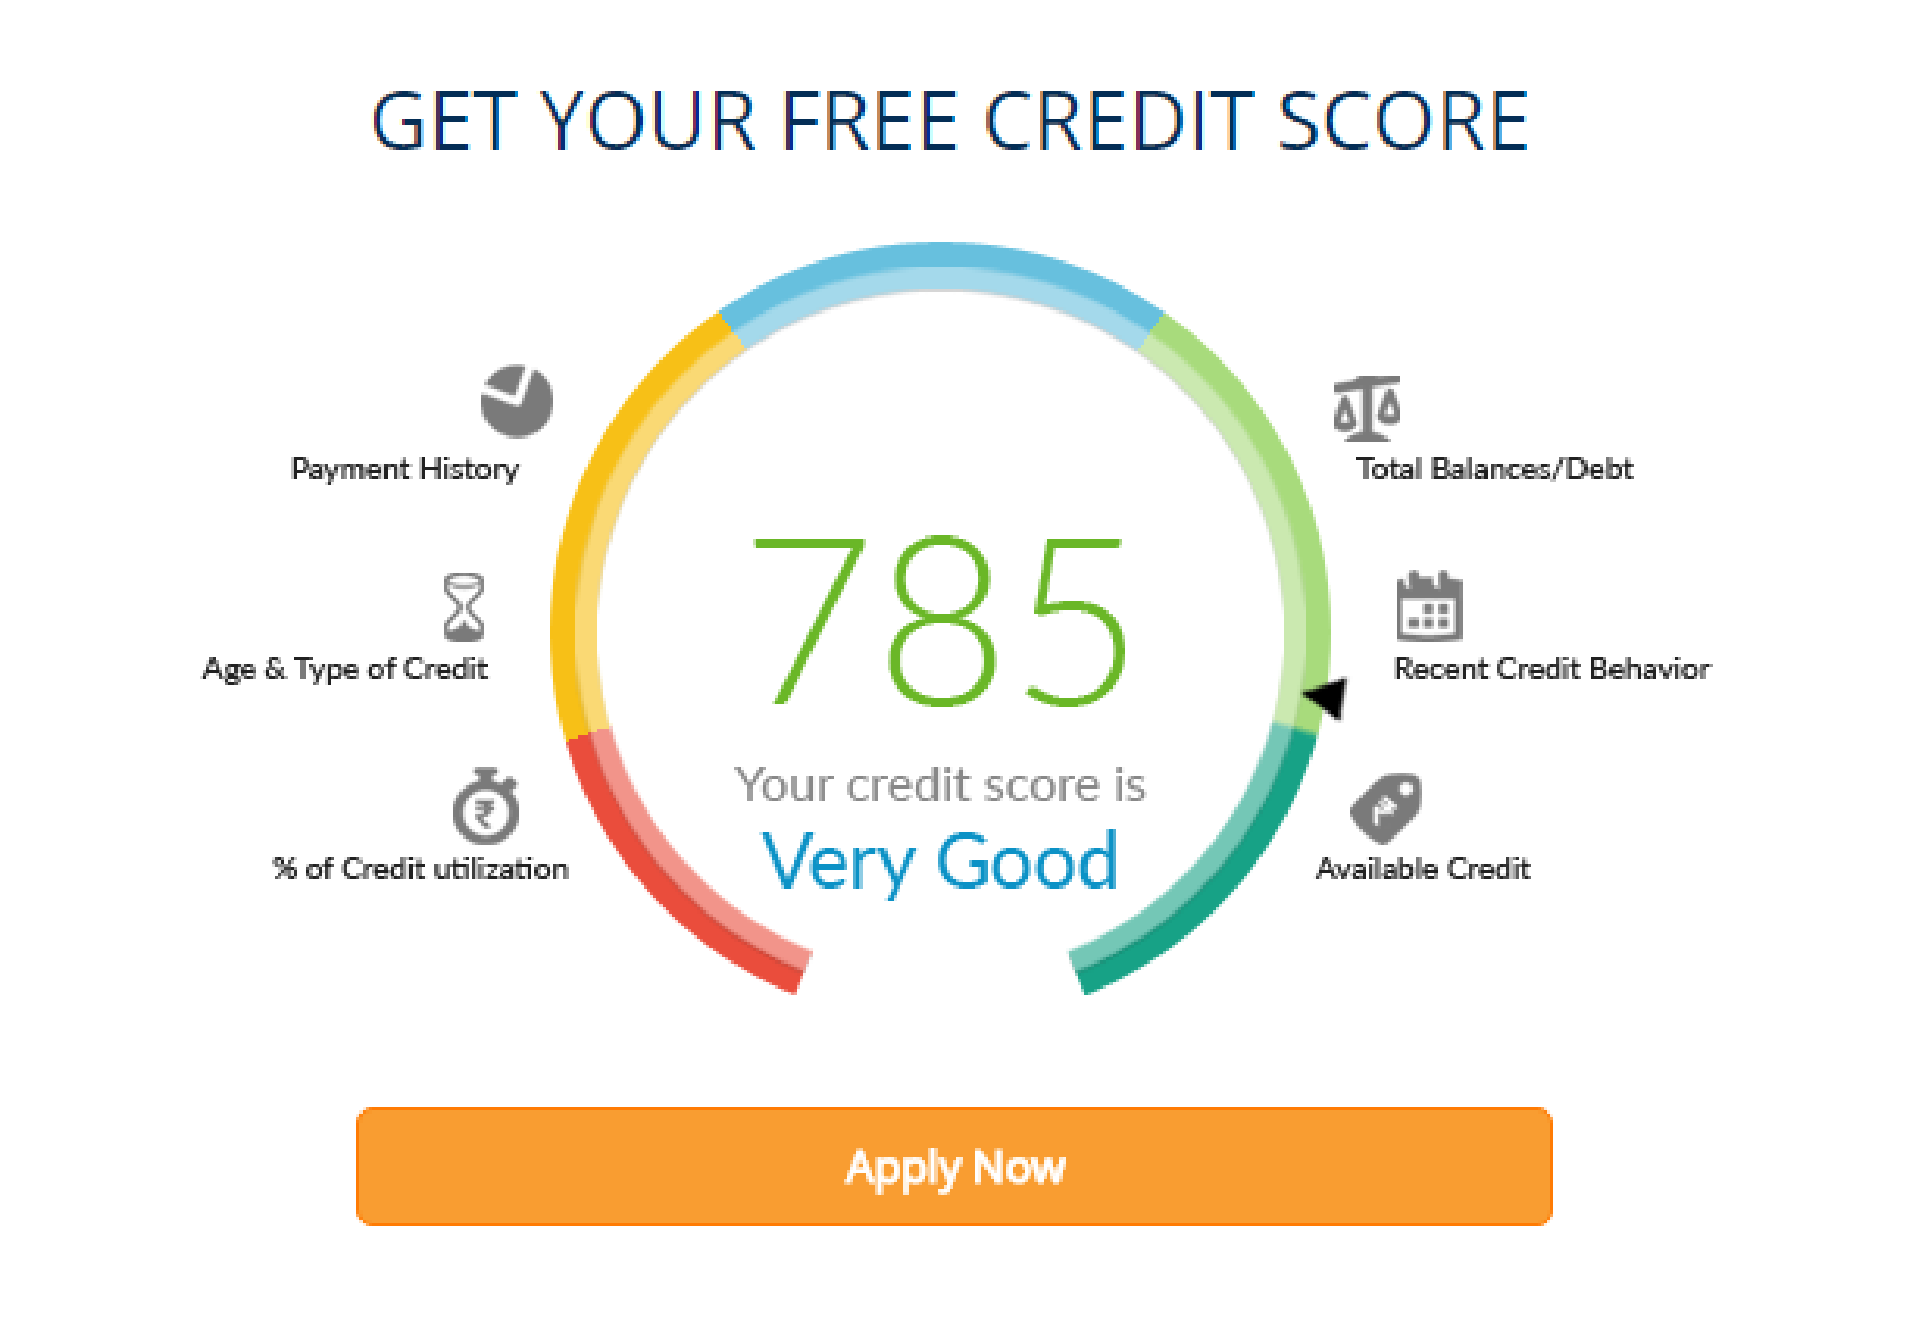 GET YOUR FREE CREDIT SCORE
Payment History
Total Balances/Debt
785
Age & Type of Credit
Recent Credit Behavior
Your credit score is
Very Good
₹
% of Credit utilization
Available Credit
Apply Now